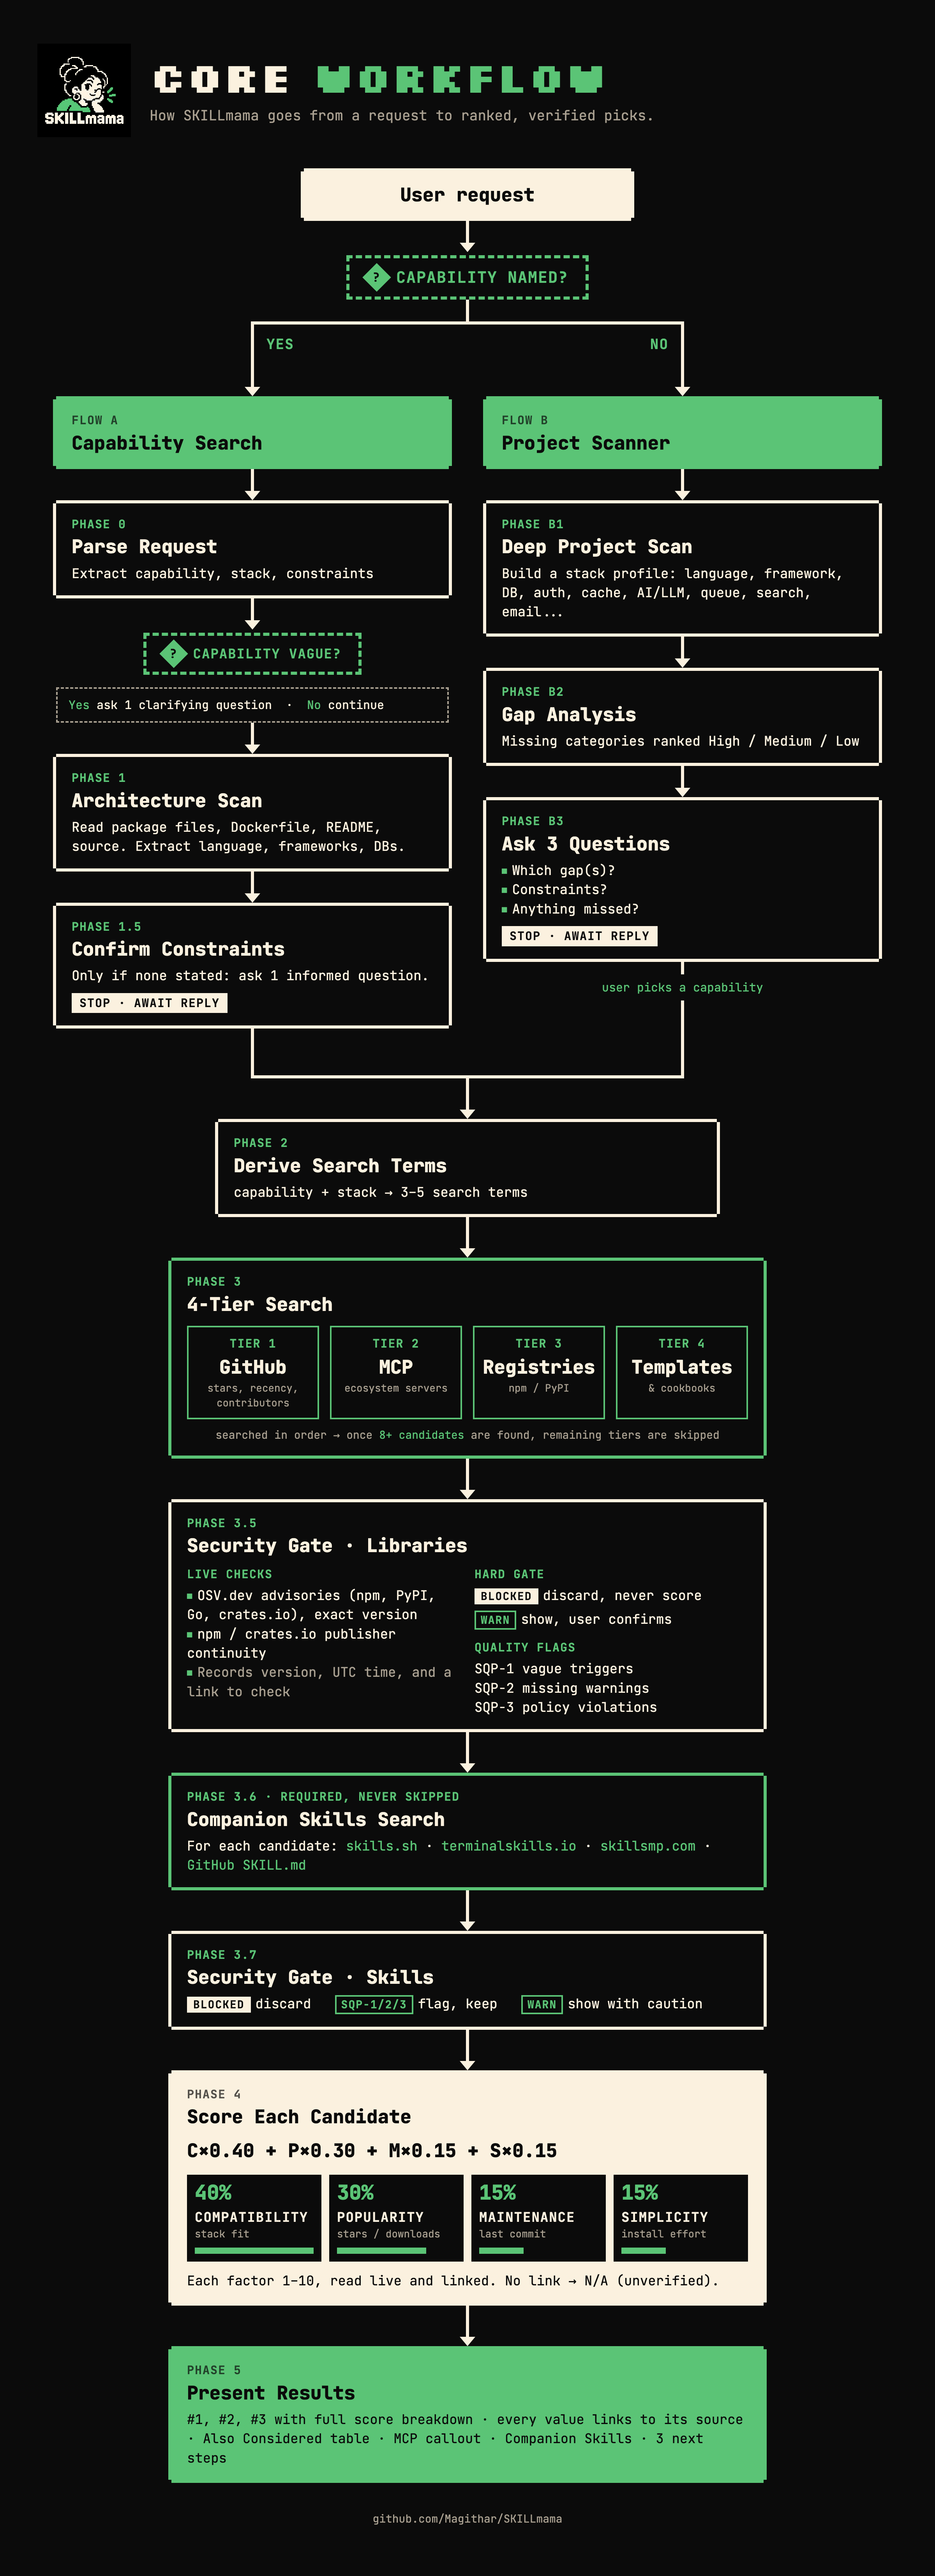 SKILLmama
CORE WORKFLOW
How SKILLmama goes from a request to ranked, verified picks.
User request
? CAPABILITY NAMED?
YES
NO
FLOW A
Capability Search
PHASE 0
Parse Request
Extract capability, stack, constraints
? CAPABILITY VAGUE?
Yes ask 1 clarifying question · No continue
PHASE 1
Architecture Scan
Read package files, Dockerfile, README,
source. Extract language, frameworks, DBs.
PHASE 1.5
Confirm Constraints
Only if none stated: ask 1 informed question.
STOP · AWAIT REPLY
FLOW B
Project Scanner
PHASE B1
Deep Project Scan
Build a stack profile: language, framework,
DB, auth, cache, AI/LLM, queue, search,
email...
PHASE B2
Gap Analysis
Missing categories ranked High / Medium / Low
PHASE B3
Ask 3 Questions
Which gap(s)?
Constraints?
Anything missed?
STOP · AWAIT REPLY
user picks a capability
PHASE 2
Derive Search Terms
capability + stack → 3–5 search terms
PHASE 3
4-Tier Search
TIER 1
GitHub
stars, recency,
contributors
TIER 2
MCP
ecosystem servers
TIER 3
Registries
npm / PyPI
TIER 4
Templates
& cookbooks
searched in order → once 8+ candidates are found, remaining tiers are skipped
PHASE 3.5
Security Gate · Libraries
LIVE CHECKS
OSV.dev advisories (npm, PyPI,
Go, crates.io), exact version
npm / crates.io publisher
continuity
Records version, UTC time, and a
link to check
HARD GATE
BLOCKED discard, never score
WARN show, user confirms
QUALITY FLAGS
SQP-1 vague triggers
SQP-2 missing warnings
SQP-3 policy violations
PHASE 3.6 · REQUIRED, NEVER SKIPPED
Companion Skills Search
For each candidate: skills.sh · terminalskills.io · skillsmp.com ·
GitHub SKILL.md
PHASE 3.7
Security Gate · Skills
BLOCKED discard SQP-1/2/3 flag, keep WARN show with caution
PHASE 4
Score Each Candidate
C×0.40 + P×0.30 + M×0.15 + S×0.15
40%
COMPATIBILITY
stack fit
30%
POPULARITY
stars / downloads
15%
MAINTENANCE
last commit
15%
SIMPLICITY
install effort
Each factor 1–10, read live and linked. No link → N/A (unverified).
PHASE 5
Present Results
#1, #2, #3 with full score breakdown · every value links to its source
· Also Considered table · MCP callout · Companion Skills · 3 next
steps
github.com/Magithar/SKILLmama